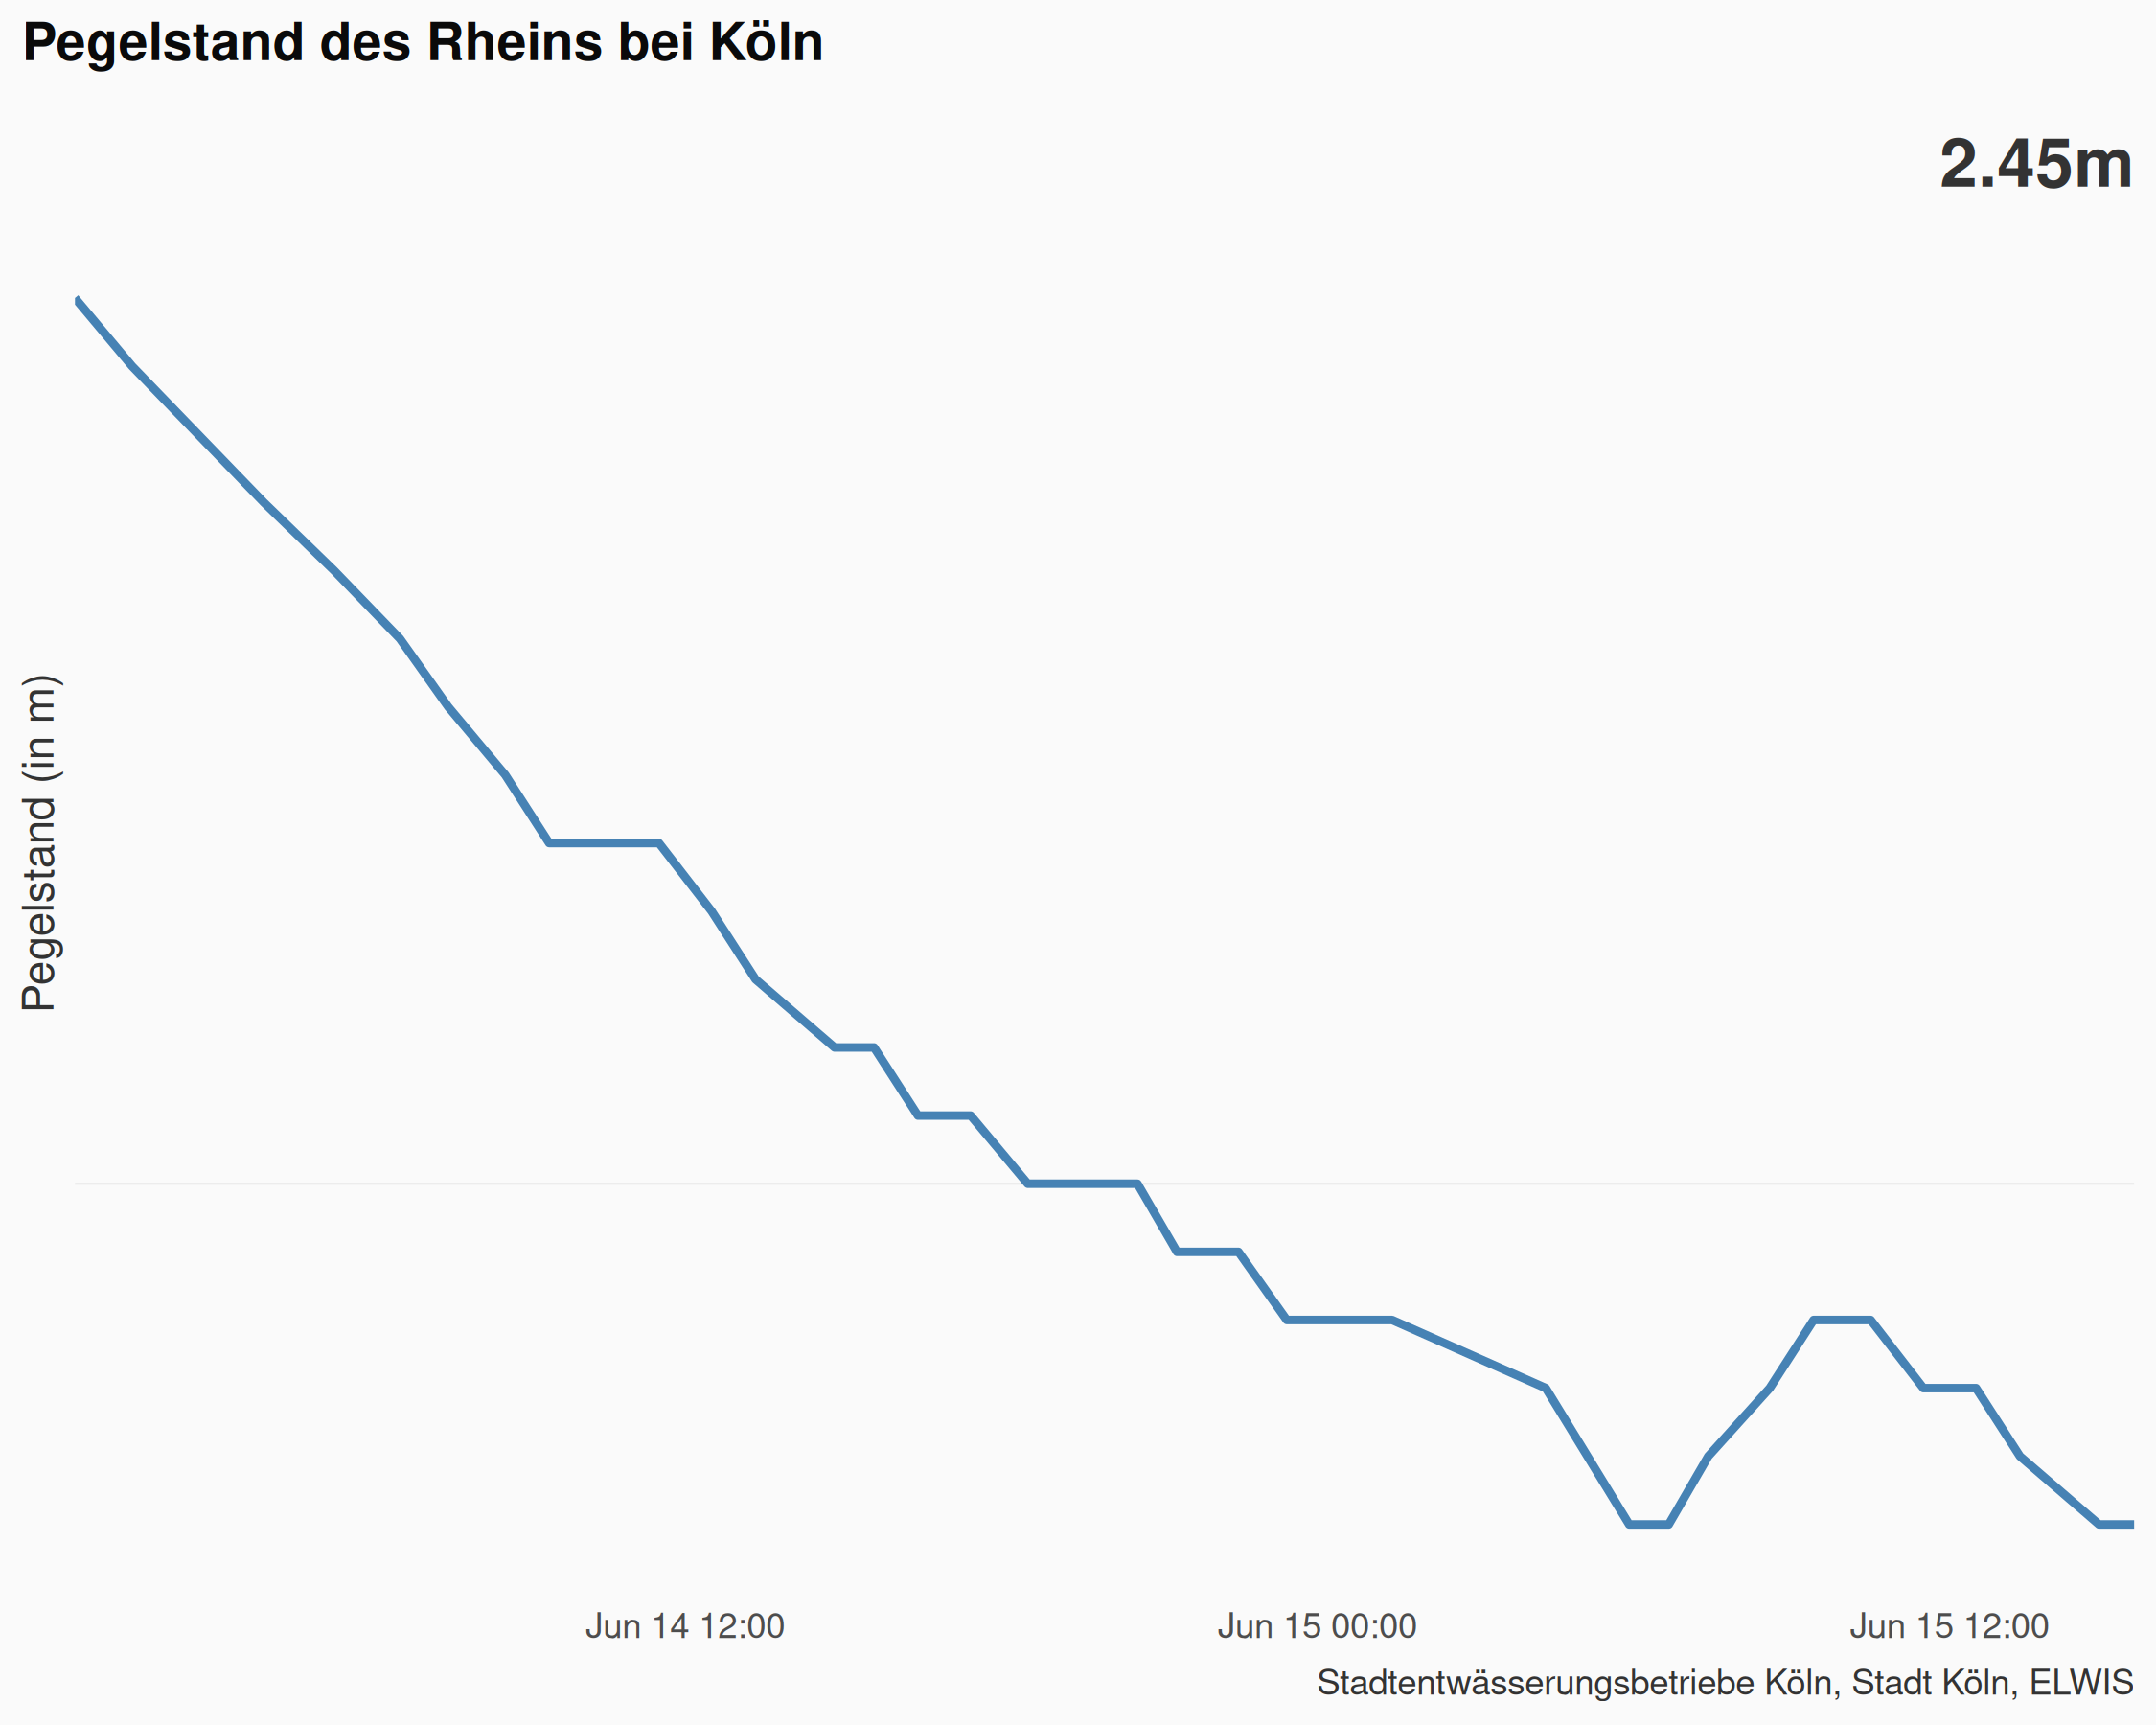 Pegelstand des Rheins bei Köln
2.45m
Pegelstand (in m)
Jun 14 12:00
Jun 15 00:00
Jun 15 12:00
Stadtentwässerungsbetriebe Köln, Stadt Köln, ELWIS